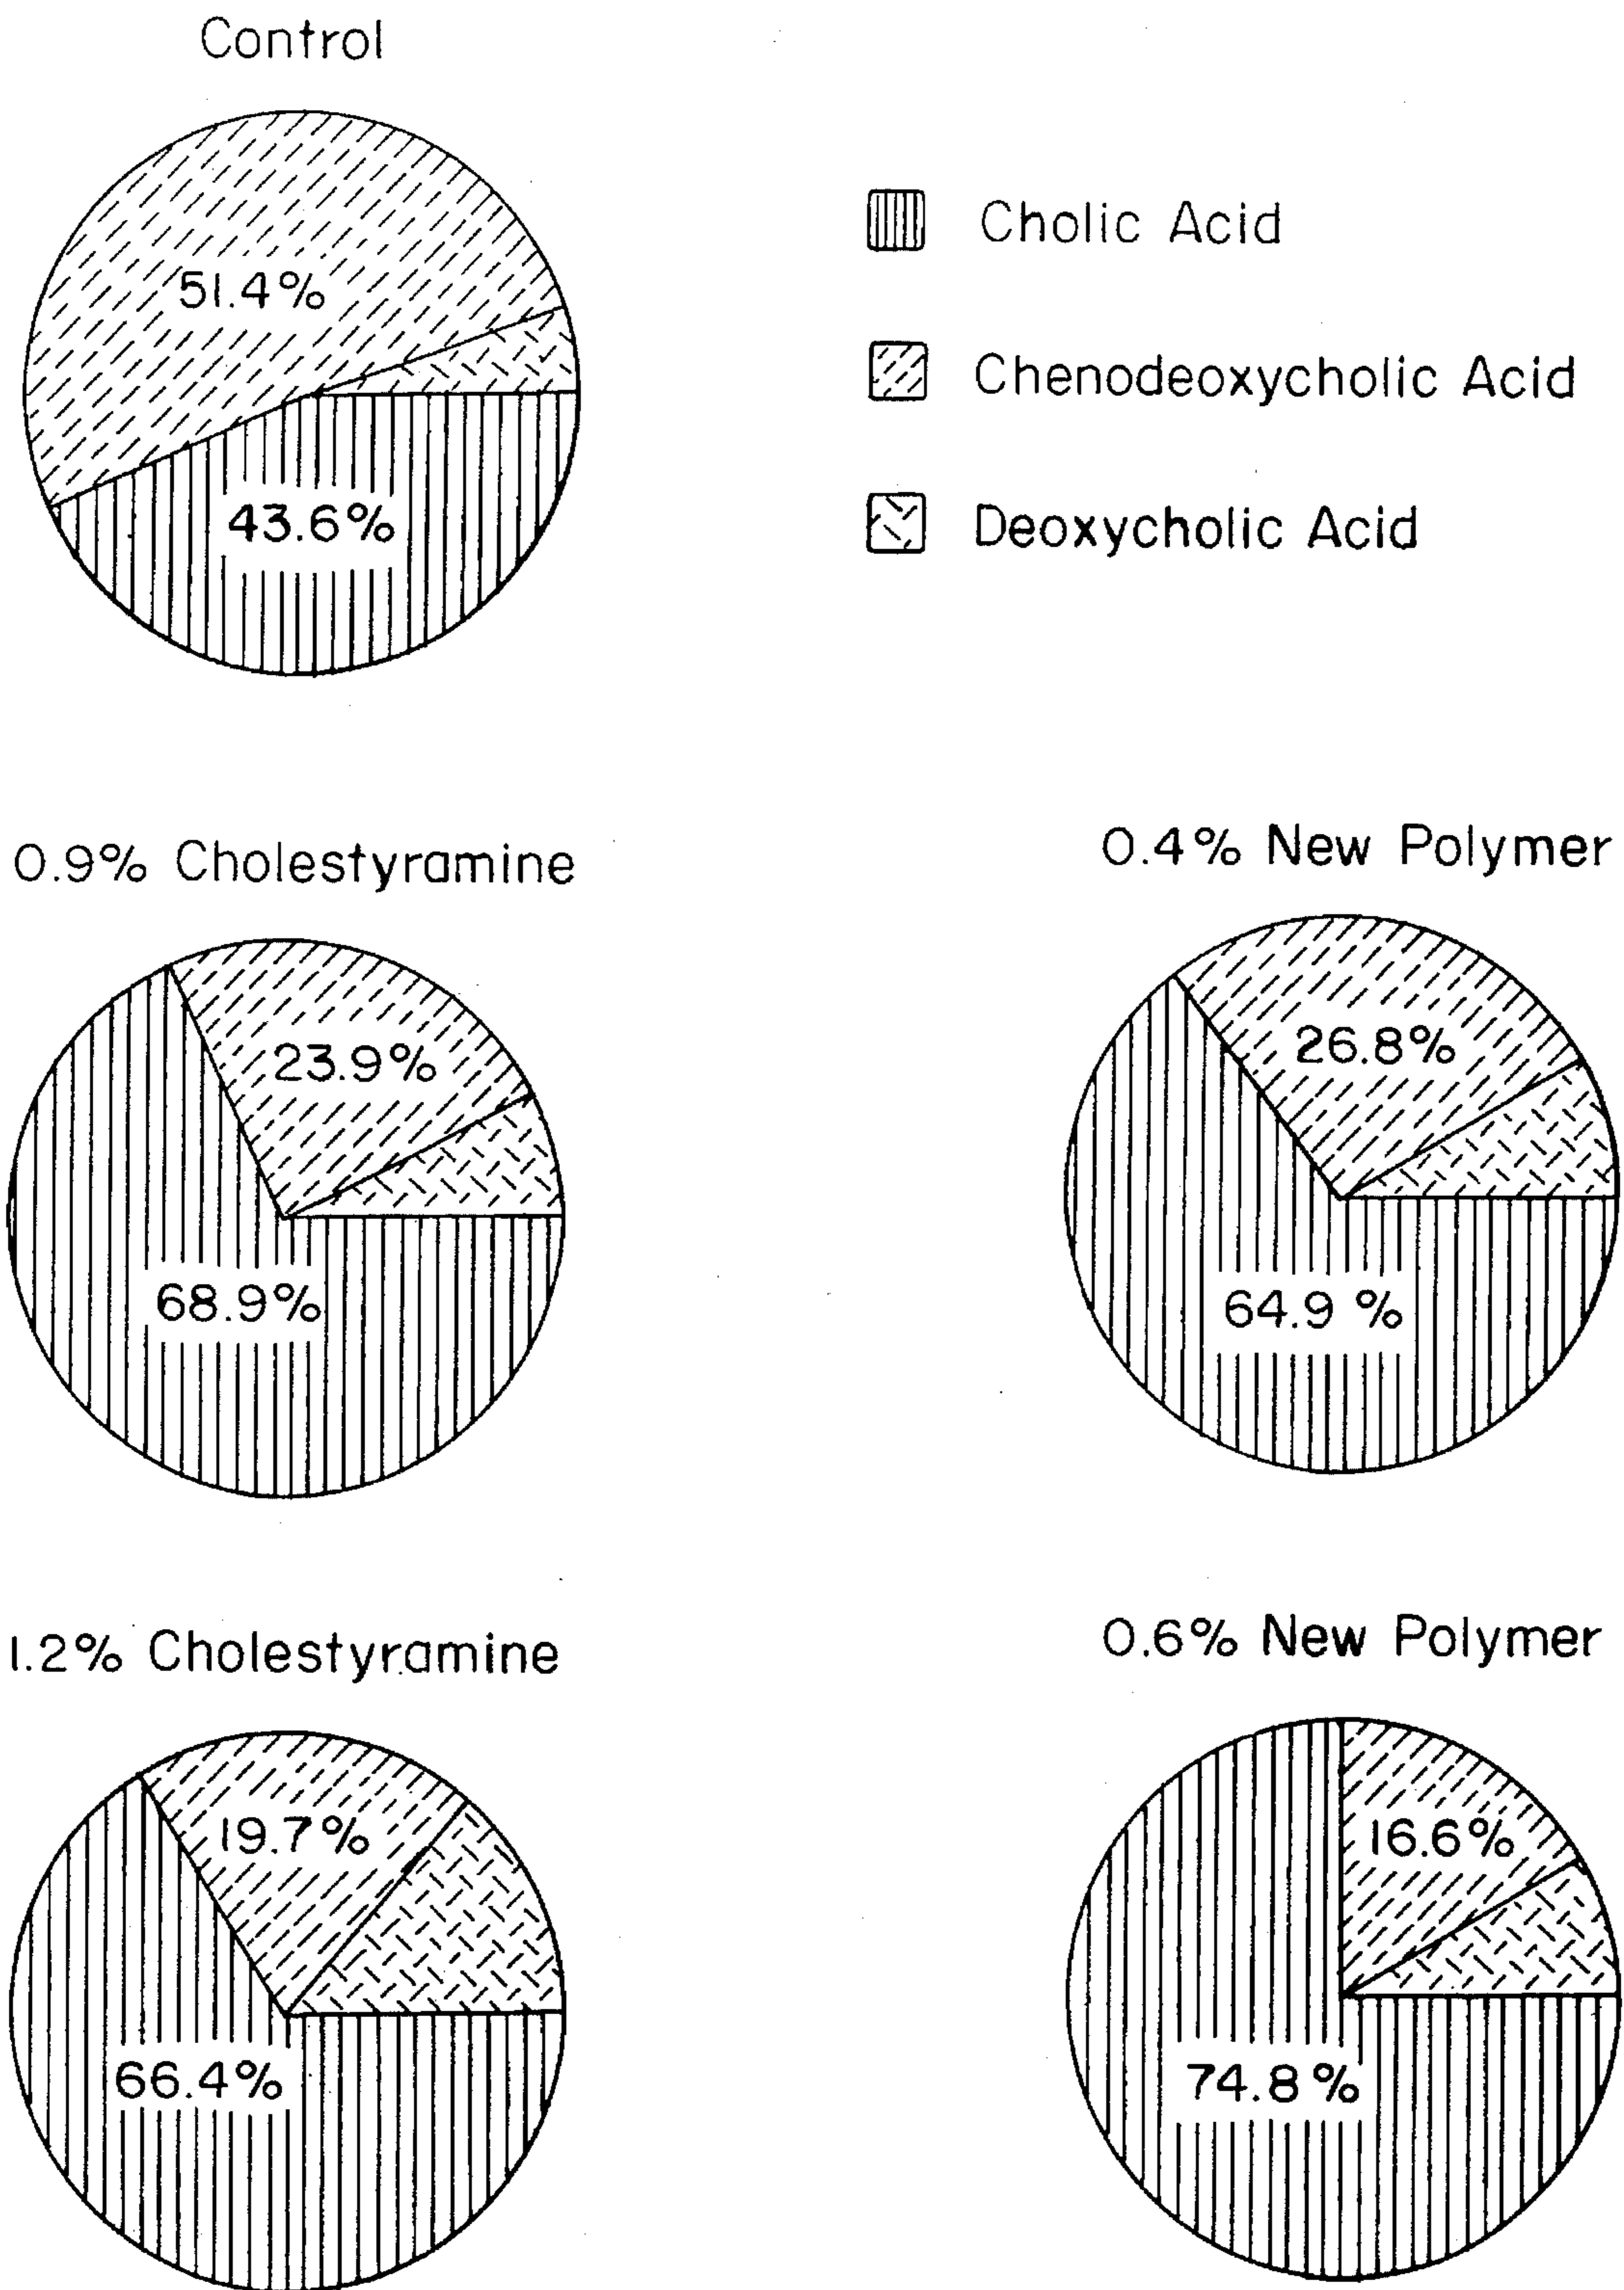 Control
51.4%
43.6%
Cholic Acid
Chenodeoxycholic Acid
Deoxycholic Acid
0.9% Cholestyramine
23.9%
68.9%
0.4% New Polymer
26.8%
64.9 %
1.2% Cholestyramine
19.7%
66.4%
0.6% New Polymer
16.6%
74.8%